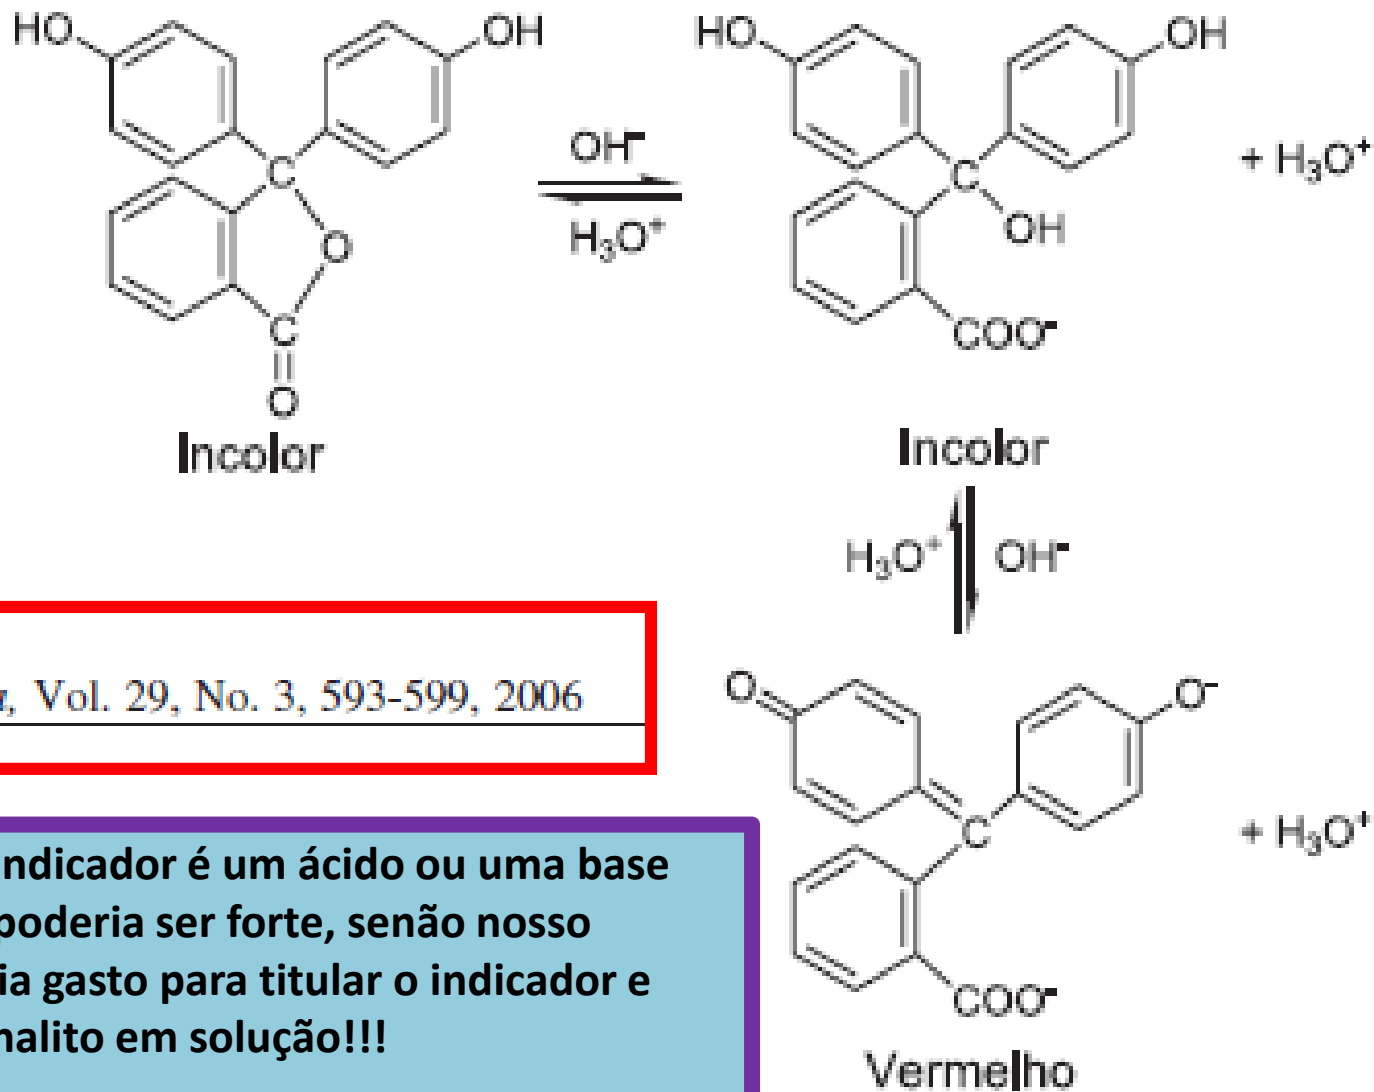 HO
OH
C
O
C
O
Incolor
OH⁻
H₃O⁺
HO
OH
C
OH
COO⁻
+ H₃O⁺
Incolor
H₃O⁺
OH⁻
O
O⁻
C
COO⁻
+ H₃O⁺
Vermelho
, Vol. 29, No. 3, 593-599, 2006
indicador é um ácido ou uma base
poderia ser forte, senão nosso
ia gasto para titular o indicador e
nalito em solução!!!